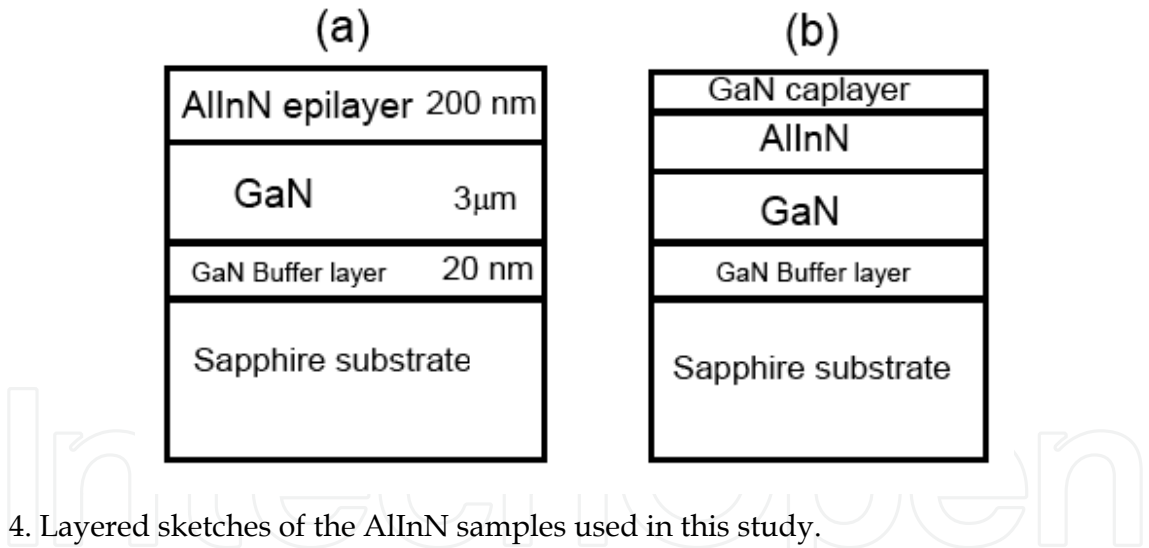 (a)
(b)
AlInN epilayer 200 nm
GaN 3μm
GaN Buffer layer 20 nm
Sapphire substrate
GaN caplayer
AlInN
GaN
GaN Buffer layer
Sapphire substrate
IntechOpen
4. Layered sketches of the AlInN samples used in this study.